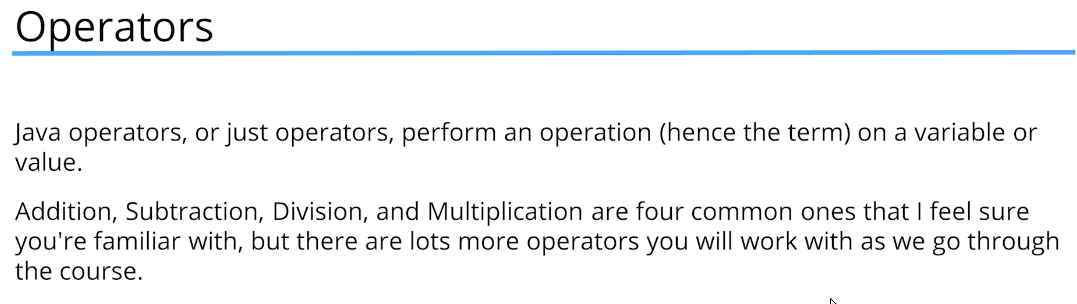 Operators
Java operators, or just operators, perform an operation (hence the term) on a variable or
value.
Addition, Subtraction, Division, and Multiplication are four common ones that I feel sure
you're familiar with, but there are lots more operators you will work with as we go through
the course.